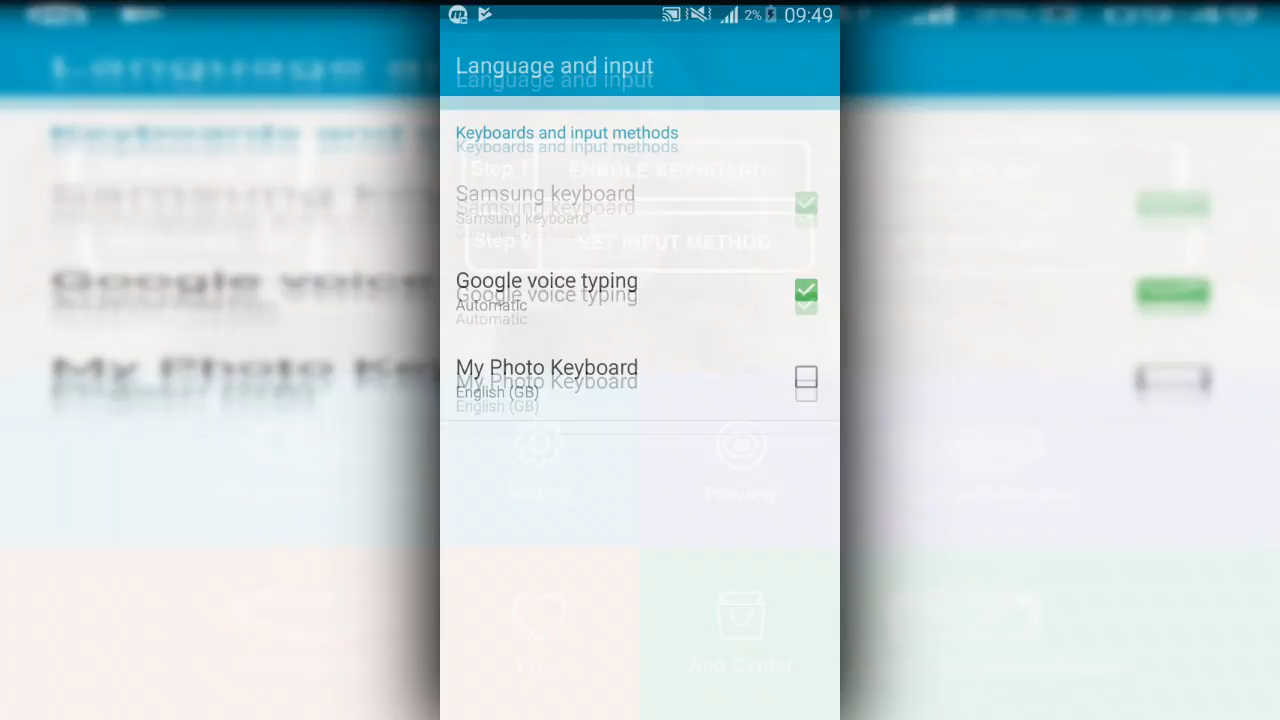 2% 09:49
Language and input
Language and input
Keyboards and input methods
Keyboards and input methods
Step 1 ENABLE KEYBOARD
Samsung keyboard
Samsung keyboard
Samsung keyboard
Step 2 SET INPUT METHOD
Google voice typing
Google voice typing
Automatic
Automatic
My Photo Keyboard
My Photo Keyboard
English (GB)
English (GB)
Preview
App Center